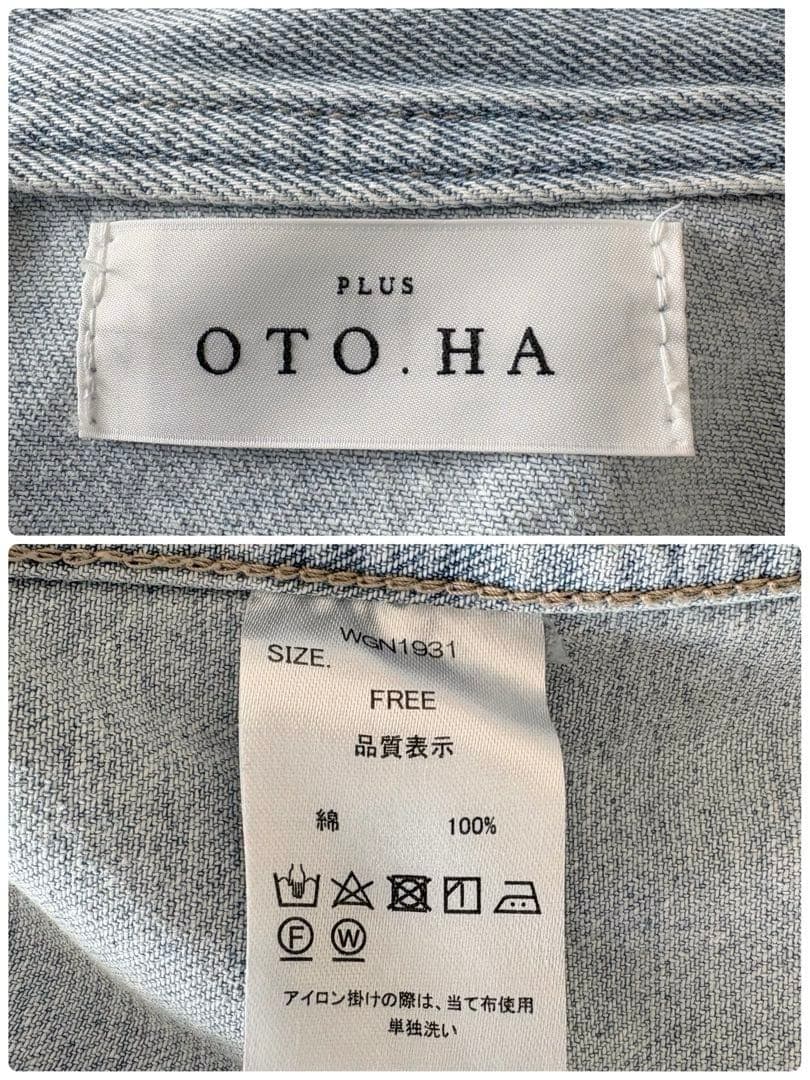 PLUS
OTO.HA
WGN1931
SIZE.
FREE
品質表示
綿 100%
F W
アイロン掛けの際は、当て布使用
単独洗い